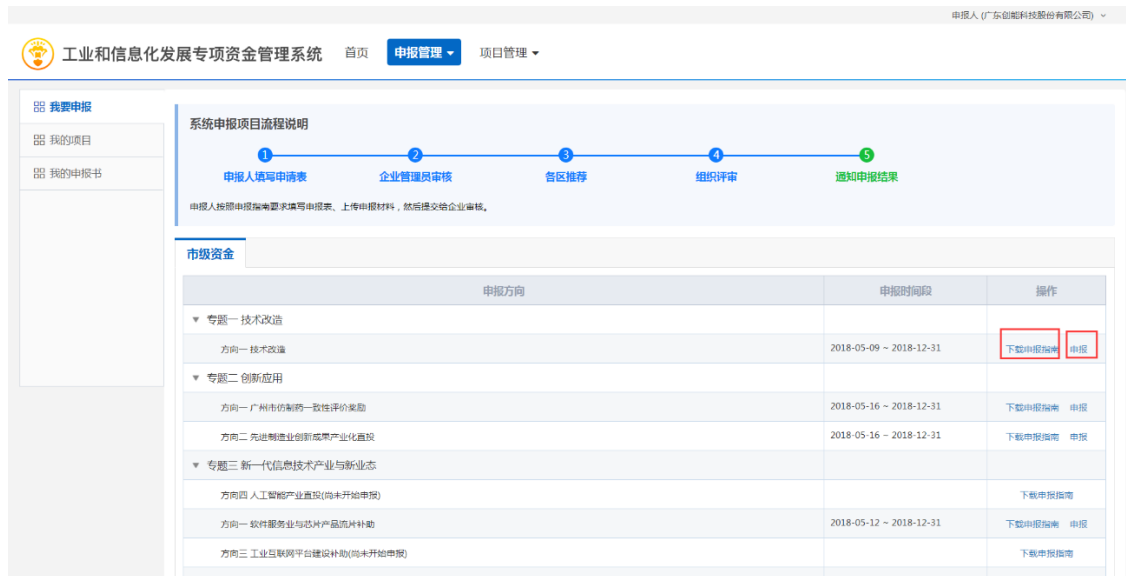 申报人 (广东创能科技股份有限公司)
工业和信息化发展专项资金管理系统 首页 申报管理 项目管理
我要申报
我的项目
我的申报书
系统申报项目流程说明
1 2 3 4 5
申报人填写申请表 企业管理员审核 各区推荐 组织评审 通知申报结果
申报人按照申报指南要求填写申报表、上传申报材料，然后提交给企业审核。
市级资金
申报方向 申报时间段 操作
专题一 技术改造
方向一 技术改造 2018-05-09 ~ 2018-12-31 下载申报指南 申报
专题二 创新应用
方向一 广州市仿制药一致性评价奖励 2018-05-16 ~ 2018-12-31 下载申报指南 申报
方向二 先进制造业创新成果产业化直投 2018-05-16 ~ 2018-12-31 下载申报指南 申报
专题三 新一代信息技术产业与新业态
方向四 人工智能产业直投(尚未开始申报) 下载申报指南
方向一 软件服务业与芯片产品流片补助 2018-05-12 ~ 2018-12-31 下载申报指南 申报
方向三 工业互联网平台建设补助(尚未开始申报) 下载申报指南